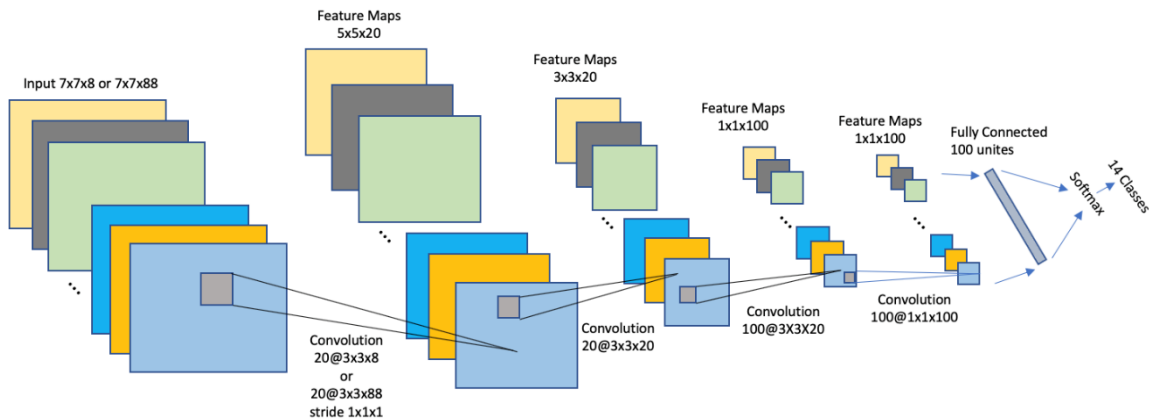 Input 7x7x8 or 7x7x88
Feature Maps
5x5x20
Feature Maps
3x3x20
Feature Maps
1x1x100
Feature Maps
1x1x100
Fully Connected
100 unites
Softmax
14 Classes
Convolution
20@3x3x8
or
20@3x3x88
stride 1x1x1
Convolution
20@3x3x20
Convolution
100@3X3X20
Convolution
100@1x1x100